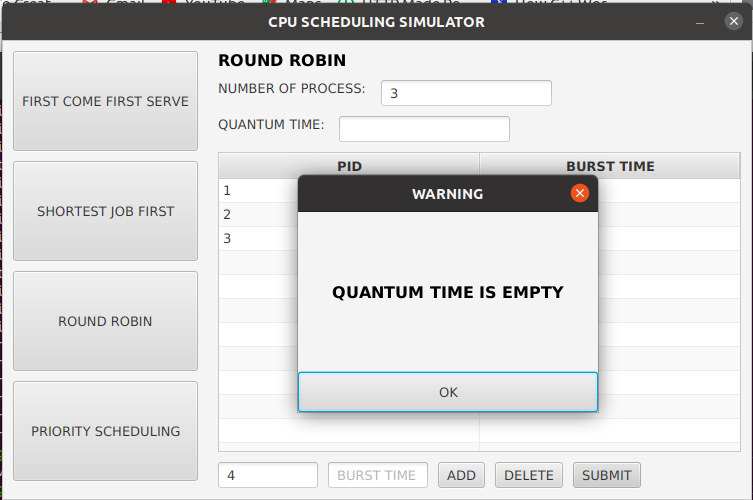 CPU SCHEDULING SIMULATOR
FIRST COME FIRST SERVE
SHORTEST JOB FIRST
ROUND ROBIN
PRIORITY SCHEDULING
ROUND ROBIN
NUMBER OF PROCESS: 3
QUANTUM TIME:
PID BURST TIME
1
2
3
WARNING
QUANTUM TIME IS EMPTY
OK
4 BURST TIME ADD DELETE SUBMIT